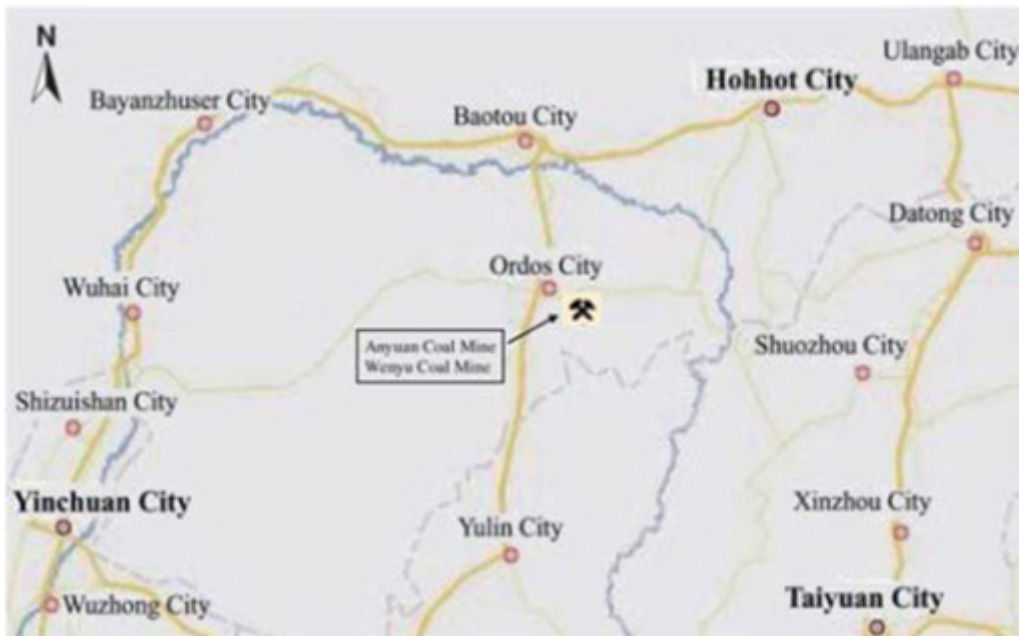 N
Ulangab City
Hohhot City
Bayanzhuser City
Baotou City
Datong City
Ordos City
Wuhai City
Anyuan Coal Mine
Wenyu Coal Mine
Shuozhou City
Shizuishan City
Yinchuan City
Xinzhou City
Yulin City
Wuzhong City
Taiyuan City